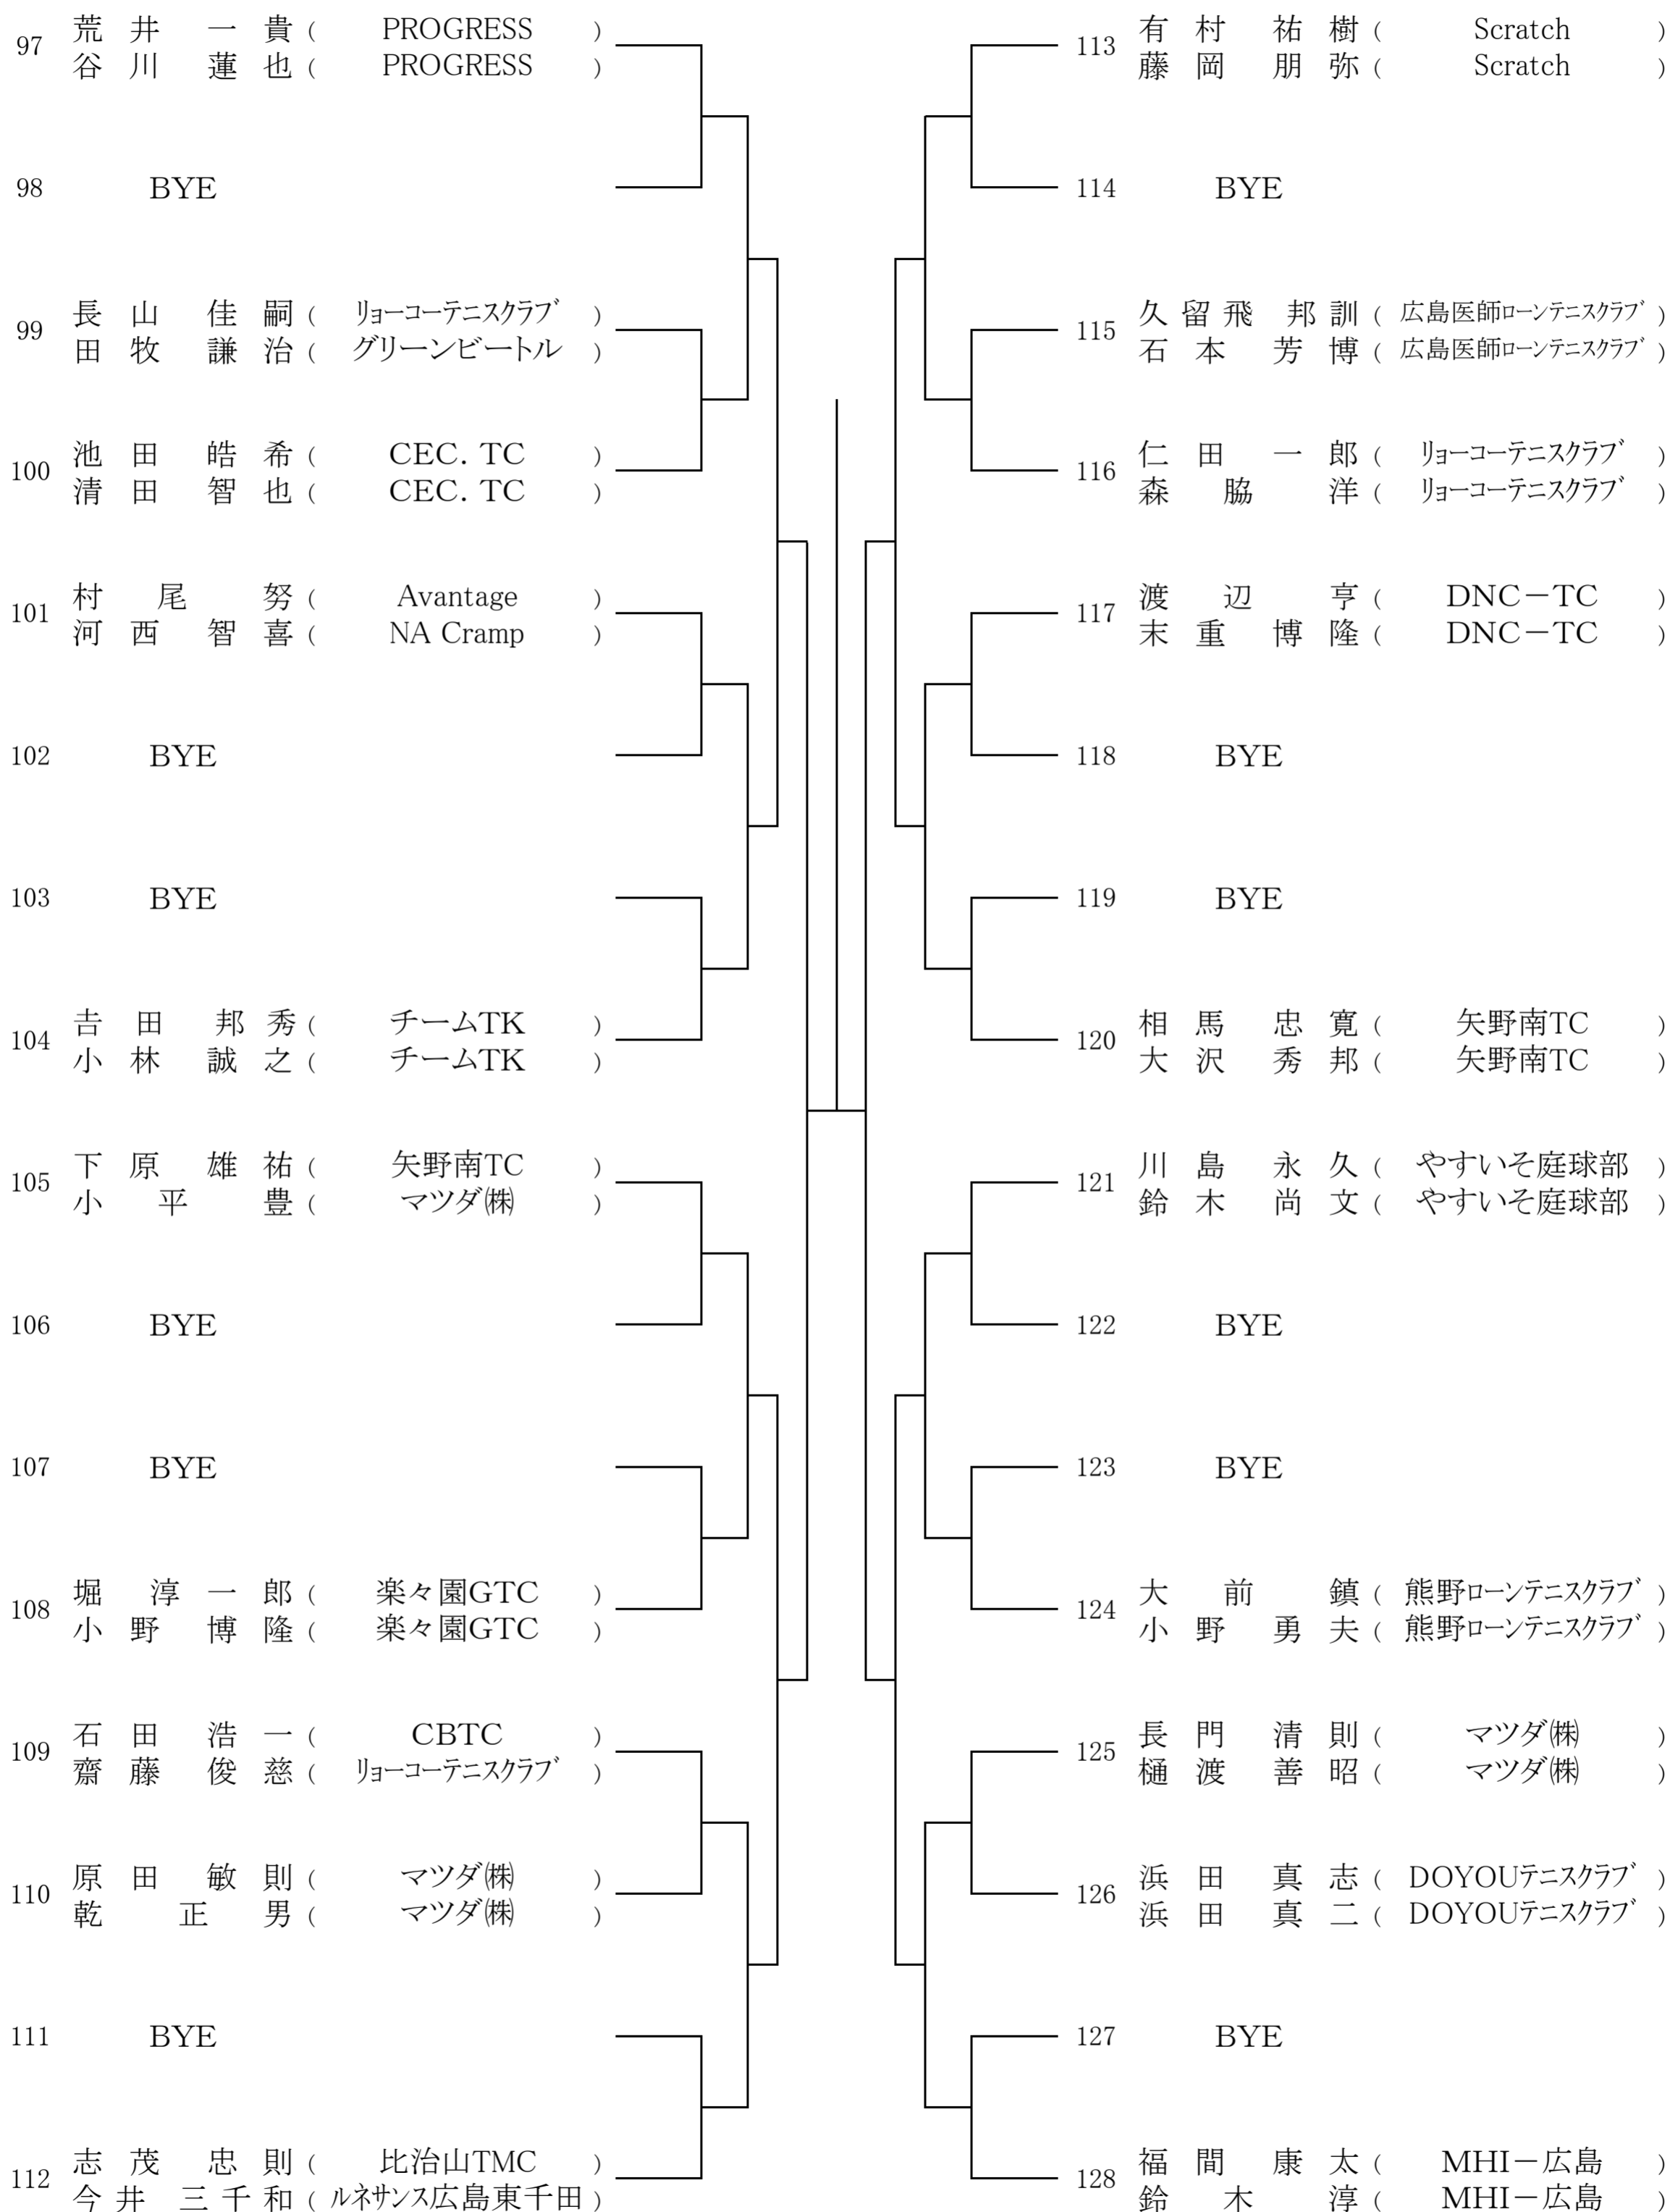 97 荒井 一貴 ( PROGRESS )
谷川 蓮也 ( PROGRESS )
98 BYE
99 長山 佳嗣 ( リョーコーテニスクラブ )
田牧 謙治 ( グリーンビートル )
100 池田 皓希 ( CEC. TC )
清田 智也 ( CEC. TC )
101 村尾 努 ( Avantage )
河西 智喜 ( NA Cramp )
102 BYE
103 BYE
104 𠮷田 邦秀 ( チームTK )
小林 誠之 ( チームTK )
105 下原 雄祐 ( 矢野南TC )
小平 豊 ( マツダ㈱ )
106 BYE
107 BYE
108 堀 淳一郎 ( 楽々園GTC )
小野 博隆 ( 楽々園GTC )
109 石田 浩一 ( CBTC )
齋藤 俊慈 ( リョーコーテニスクラブ )
110 原田 敏則 ( マツダ㈱ )
乾 正男 ( マツダ㈱ )
111 BYE
112 志茂 忠則 ( 比治山TMC )
今井 三千和 ( ルネサンス広島東千田 )
113 有村 祐樹 ( Scratch )
藤岡 朋弥 ( Scratch )
114 BYE
115 久留飛 邦訓 ( 広島医師ローンテニスクラブ )
石本 芳博 ( 広島医師ローンテニスクラブ )
116 仁田 一郎 ( リョーコーテニスクラブ )
森脇 洋 ( リョーコーテニスクラブ )
117 渡辺 亨 ( DNC－TC )
末重 博隆 ( DNC－TC )
118 BYE
119 BYE
120 相馬 忠寛 ( 矢野南TC )
大沢 秀邦 ( 矢野南TC )
121 川島 永久 ( やすいそ庭球部 )
鈴木 尚文 ( やすいそ庭球部 )
122 BYE
123 BYE
124 大前 鎮 ( 熊野ローンテニスクラブ )
小野 勇夫 ( 熊野ローンテニスクラブ )
125 長門 清則 ( マツダ㈱ )
樋渡 善昭 ( マツダ㈱ )
126 浜田 真志 ( DOYOUテニスクラブ )
浜田 真二 ( DOYOUテニスクラブ )
127 BYE
128 福間 康太 ( MHI－広島 )
鈴木 淳 ( MHI－広島 )